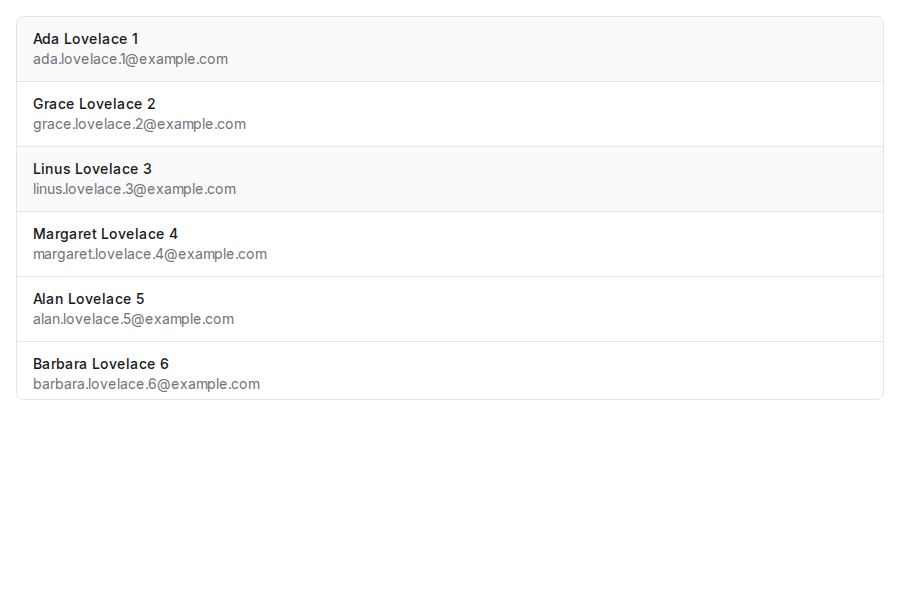 Ada Lovelace 1
ada.lovelace.1@example.com
Grace Lovelace 2
grace.lovelace.2@example.com
Linus Lovelace 3
linus.lovelace.3@example.com
Margaret Lovelace 4
margaret.lovelace.4@example.com
Alan Lovelace 5
alan.lovelace.5@example.com
Barbara Lovelace 6
barbara.lovelace.6@example.com